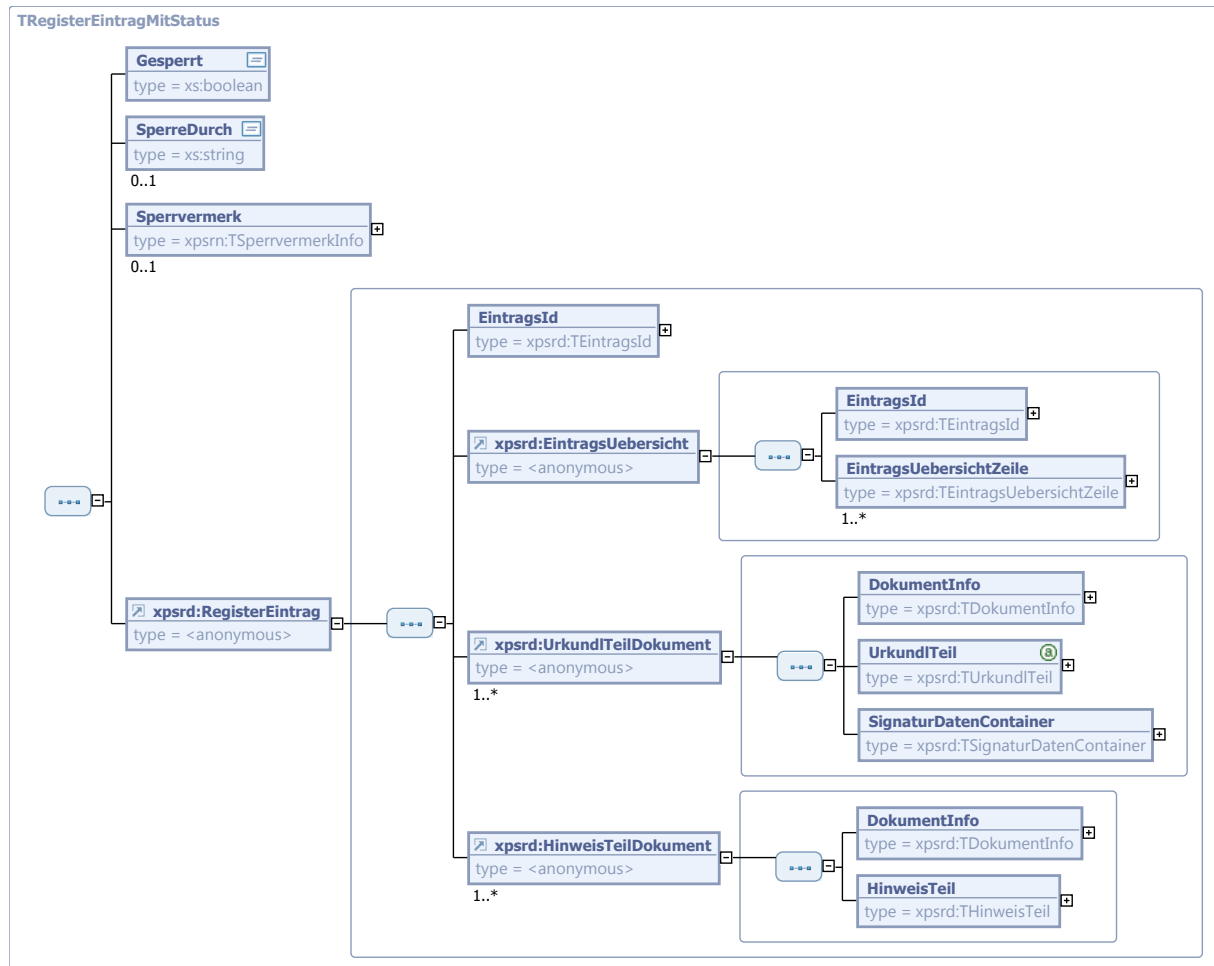 TRegisterEintragMitStatus
Gesperrt
type = xs:boolean
SperreDurch
type = xs:string
0..1
Sperrvermerk
type = xpsrn:TSperrvermerkInfo
0..1
xpsrd:RegisterEintrag
type = <anonymous>
EintragsId
type = xpsrd:TEintragsId
xpsrd:EintragsUebersicht
type = <anonymous>
EintragsId
type = xpsrd:TEintragsId
EintragsUebersichtZeile
type = xpsrd:TEintragsUebersichtZeile
1..*
xpsrd:UrkundlTeilDokument
type = <anonymous>
1..*
DokumentInfo
type = xpsrd:TDokumentInfo
UrkundlTeil
a
type = xpsrd:TUrkundlTeil
SignaturDatenContainer
type = xpsrd:TSignaturDatenContainer
xpsrd:HinweisTeilDokument
type = <anonymous>
1..*
DokumentInfo
type = xpsrd:TDokumentInfo
HinweisTeil
type = xpsrd:THinweisTeil